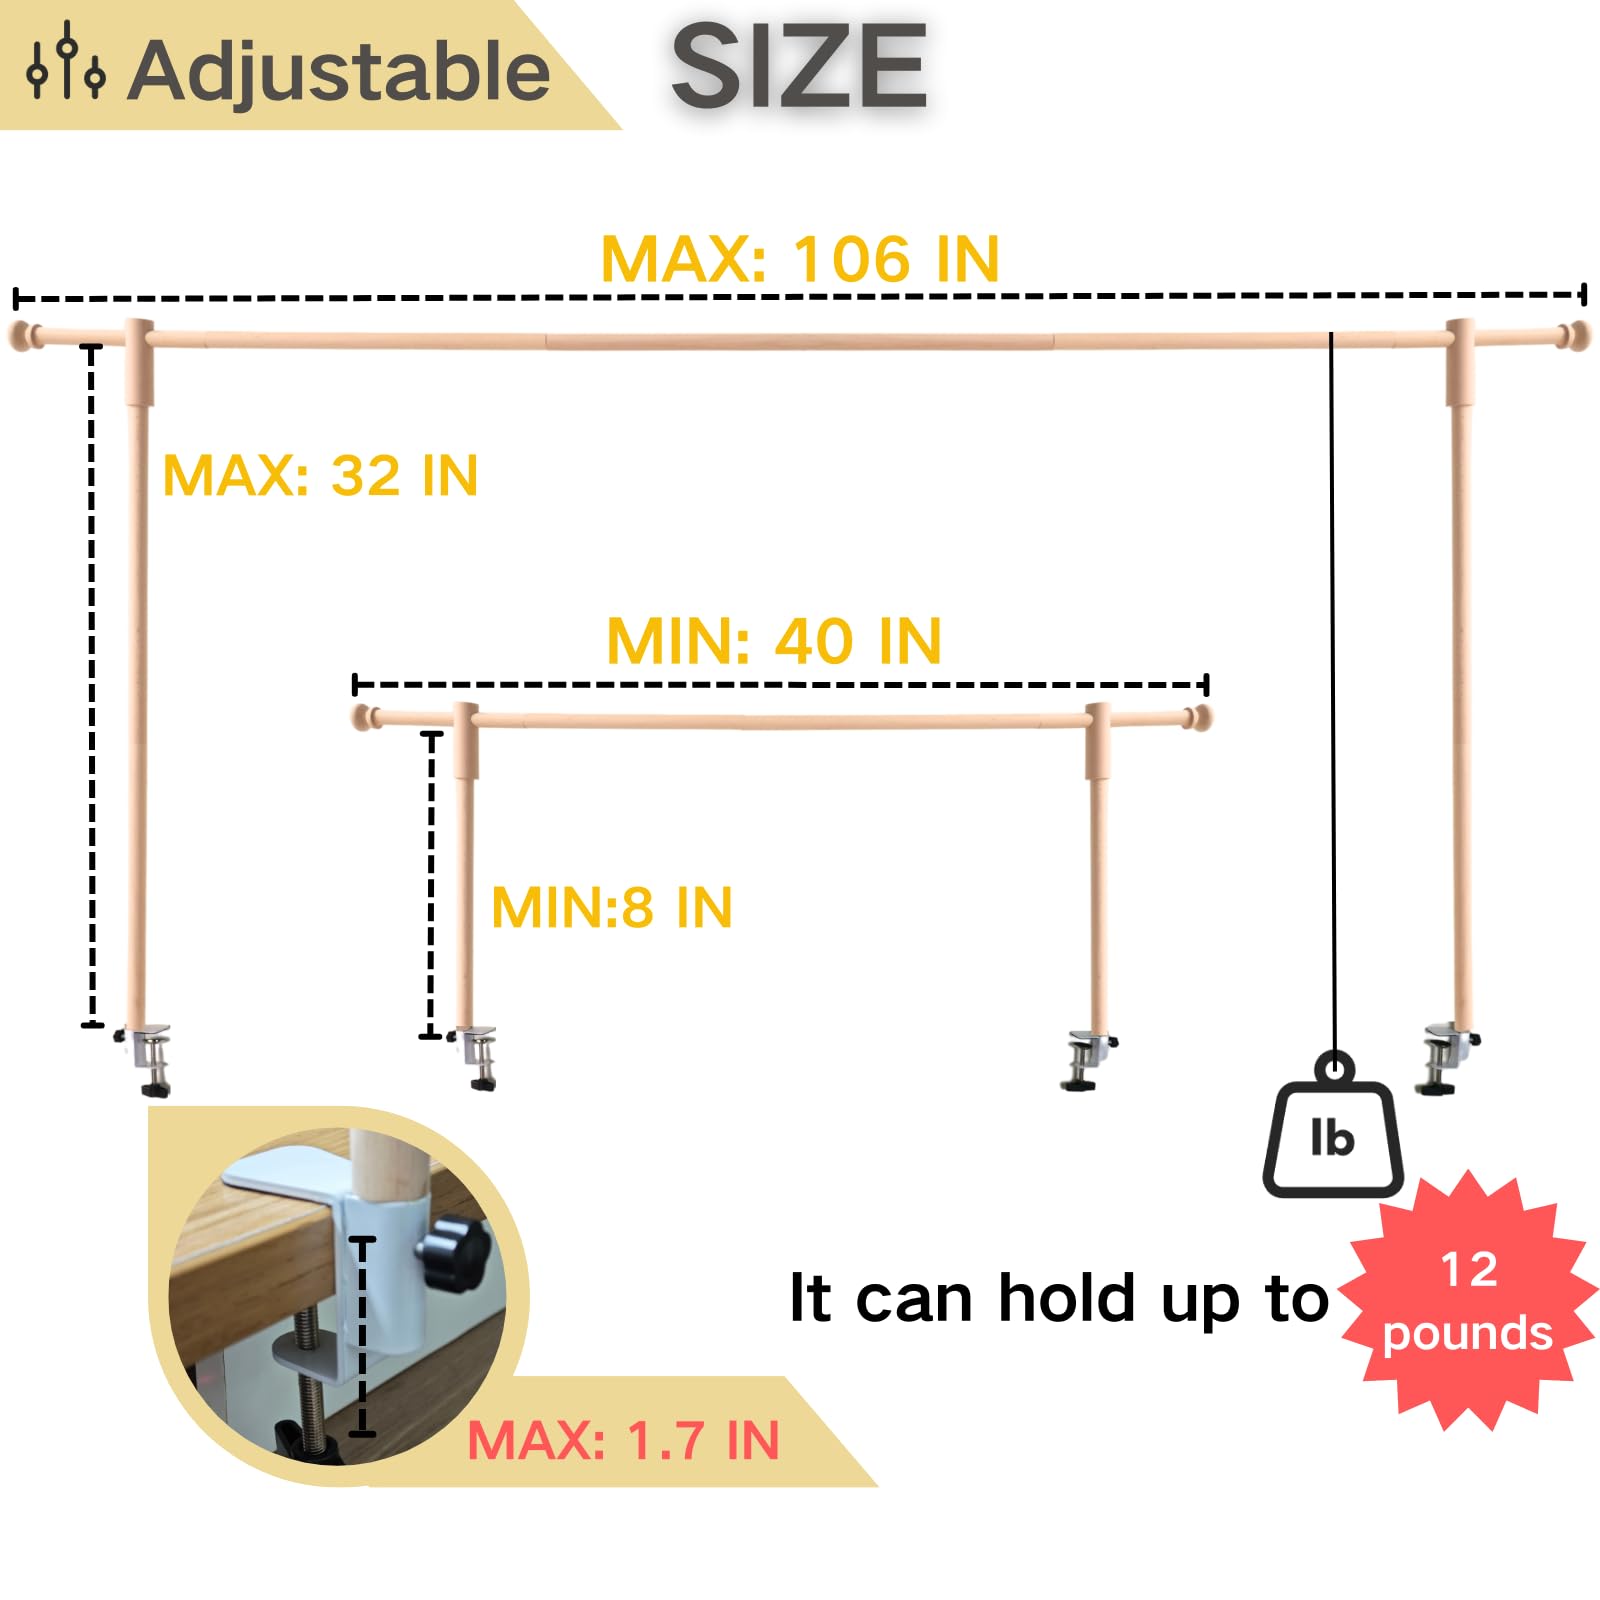 Adjustable
SIZE
MAX: 106 IN
MAX: 32 IN
MIN: 40 IN
MIN:8 IN
lb
It can hold up to
12
pounds
MAX: 1.7 IN